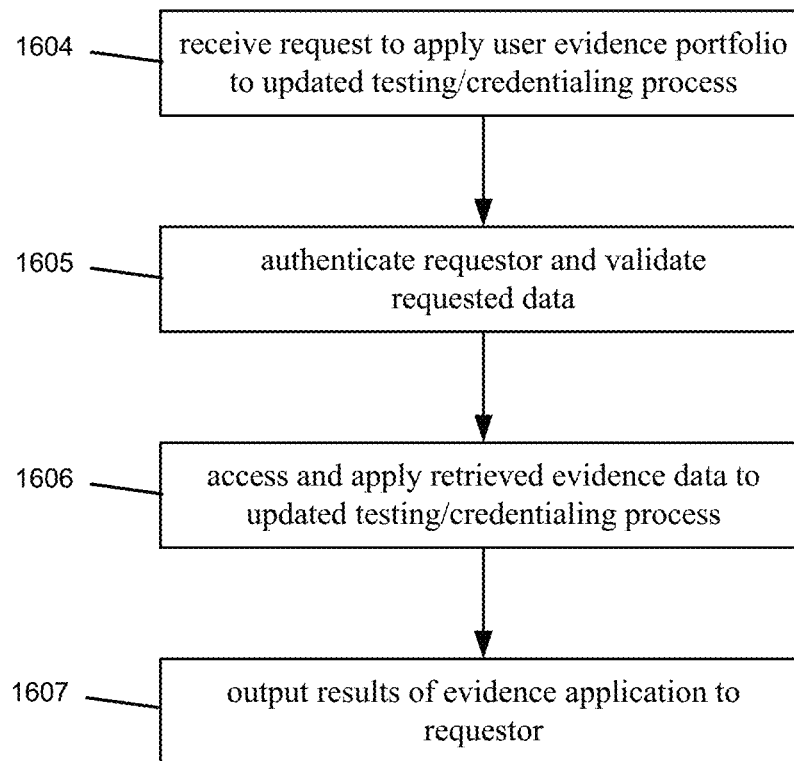 1604
receive request to apply user evidence portfolio
to updated testing/credentialing process
1605
authenticate requestor and validate
requested data
1606
access and apply retrieved evidence data to
updated testing/credentialing process
1607
output results of evidence application to
requestor